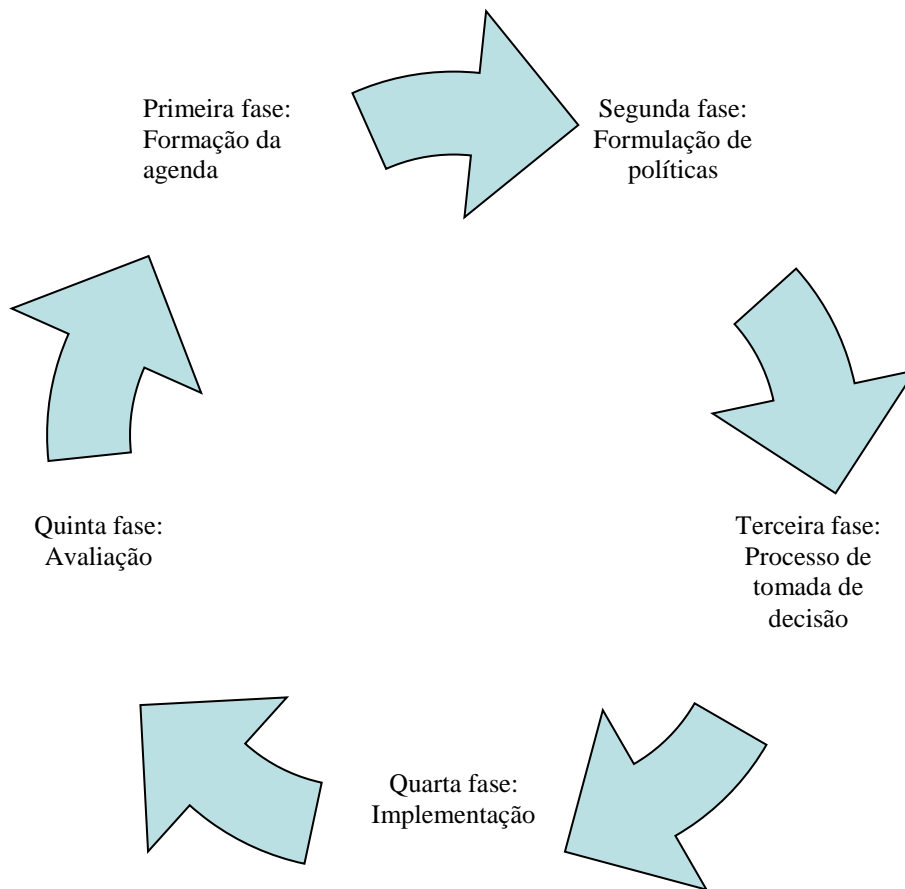 Primeira fase:
Formação da
agenda
Segunda fase:
Formulação de
políticas
Terceira fase:
Processo de
tomada de
decisão
Quarta fase:
Implementação
Quinta fase:
Avaliação